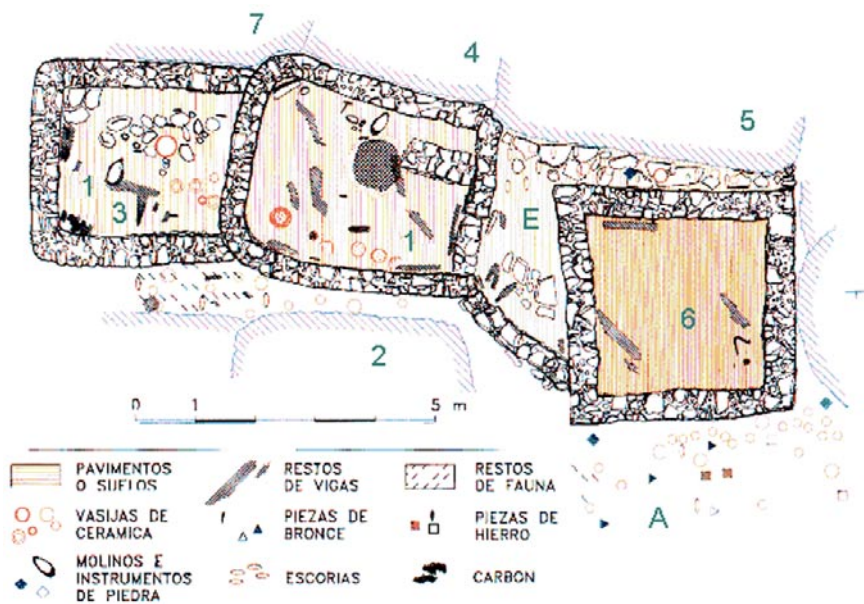 7
4
5
1
3
1
E
6
2
0 1 5 m
A
PAVIMENTOS
O SUELOS
RESTOS
DE VIGAS
RESTOS
DE FAUNA
VASIJAS DE
CERAMICA
PIEZAS DE
BRONCE
PIEZAS DE
HIERRO
MOLINOS E
INSTRUMENTOS
DE PIEDRA
ESCORIAS
CARBON